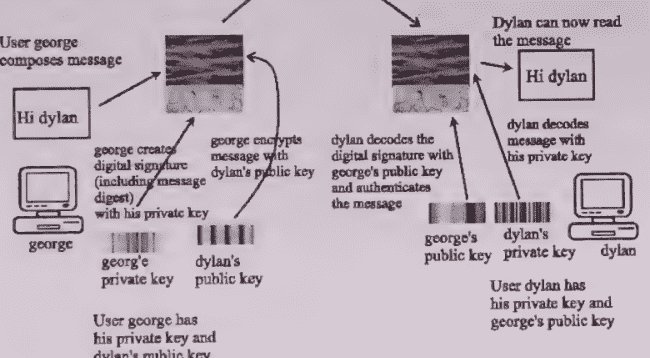 User george
composes message
Hi dylan
george creates
digital signature
(including message
digest)
with his private key
george encrypts
message with
dylan's public key
george
georg'e
private key
dylan's
public key
User george has
his private key and
dylan's public key
Dylan can now read
the message
Hi dylan
dylan decodes the
digital signature with
george's public key
and authenticates
the message
dylan decodes
message with
his private key
george's
public key
dylan's
private key
dylan
User dylan has
his private key and
george's public key